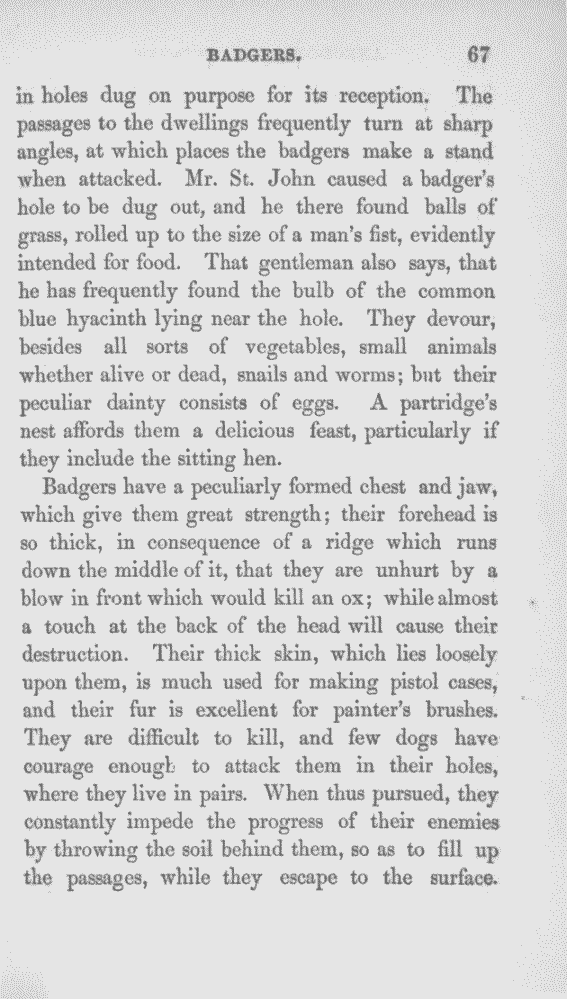 BADGERS. 67
in holes dug on purpose for its reception. The
passages to the dwellings frequently turn at sharp
angles, at which places the badgers make a stand
when attacked. Mr. St. John caused a badger's
hole to be dug out, and he there found balls of
grass, rolled up to the size of a man's fist, evidently
intended for food. That gentleman also says, that
he has frequently found the bulb of the common
blue hyacinth lying near the hole. They devour,
besides all sorts of vegetables, small animals
whether alive or dead, snails and worms; but their
peculiar dainty consists of eggs. A partridge's
nest affords them a delicious feast, particularly if
they include the sitting hen.
Badgers have a peculiarly formed chest and jaw,
which give them great strength; their forehead is
so thick, in consequence of a ridge which runs
down the middle of it, that they are unhurt by a
blow in front which would kill an ox; while almost
a touch at the back of the head will cause their
destruction. Their thick skin, which lies loosely
upon them, is much used for making pistol cases,
and their fur is excellent for painter's brushes.
They are difficult to kill, and few dogs have
courage enough to attack them in their holes,
where they live in pairs. When thus pursued, they
constantly impede the progress of their enemies
by throwing the soil behind them, so as to fill up
the passages, while they escape to the surface.